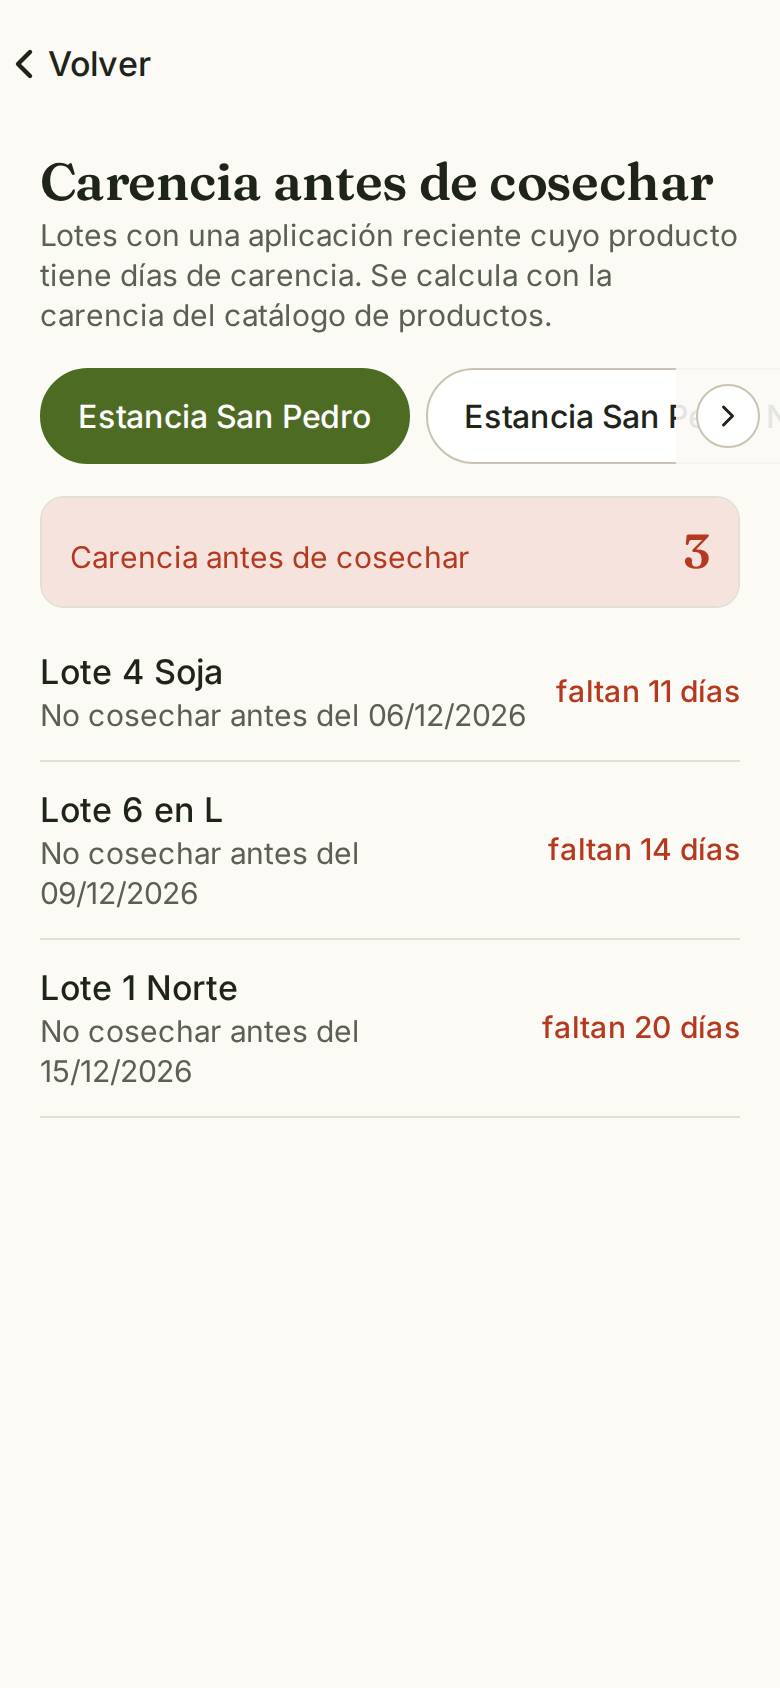 Volver
Carencia antes de cosechar
Lotes con una aplicación reciente cuyo producto
tiene días de carencia. Se calcula con la
carencia del catálogo de productos.
Estancia San Pedro
Estancia San
Carencia antes de cosechar 3
Lote 4 Soja
No cosechar antes del 06/12/2026
faltan 11 días
Lote 6 en L
No cosechar antes del
09/12/2026
faltan 14 días
Lote 1 Norte
No cosechar antes del
15/12/2026
faltan 20 días